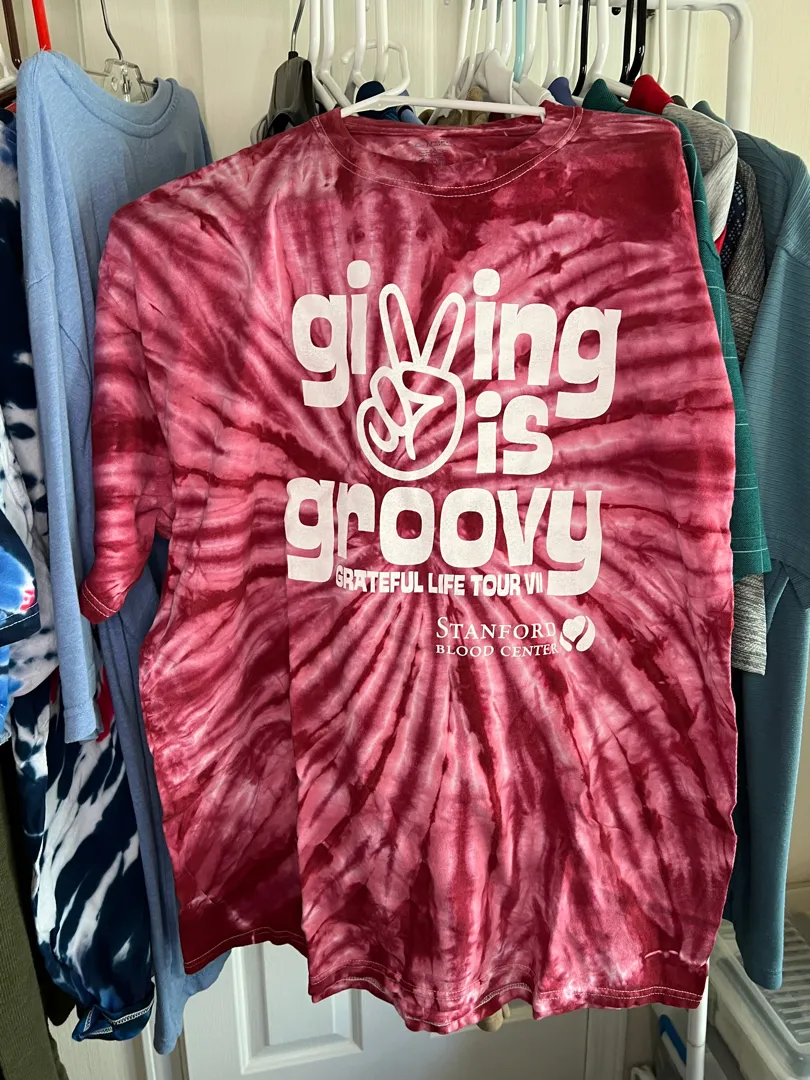 giving
is
groovy
GRATEFUL LIFE TOUR VII
STANFORD
BLOOD CENTER